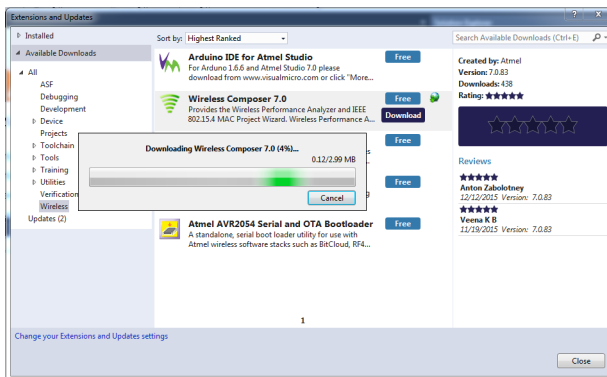 Extensions and Updates
Installed
Available Downloads
All
ASF
Debugging
Development
Device
Projects
Toolchain
Tools
Training
Utilities
Verification
Wireless
Updates (2)
Sort by: Highest Ranked
Arduino IDE for Atmel Studio
Free
For Arduno 1.6.6 and Atmel Studio 7.0 please
download from www.visualmicro.com or click "More...
Wireless Composer 7.0
Free
Provides the Wireless Performance Analyzer and IEEE
802.15.4 MAC Project Wizard. Wireless Performance A...
Download
Free
Downloading Wireless Composer 7.0 (4%)...
0.12/2.99 MB
Cancel
Free
Atmel AVR2054 Serial and OTA Bootloader
Free
A standalone, serial boot loader utility for use with
Atmel wireless software stacks such as BitCloud, RF4...
1
Search Available Downloads (Ctrl+E)
Created by: Atmel
Version: 7.0.83
Downloads: 438
Rating:
Reviews
Anton Zabolotney
12/12/2015 Version: 7.0.83
Veena K B
11/19/2015 Version: 7.0.83
Change your Extensions and Updates settings
Close